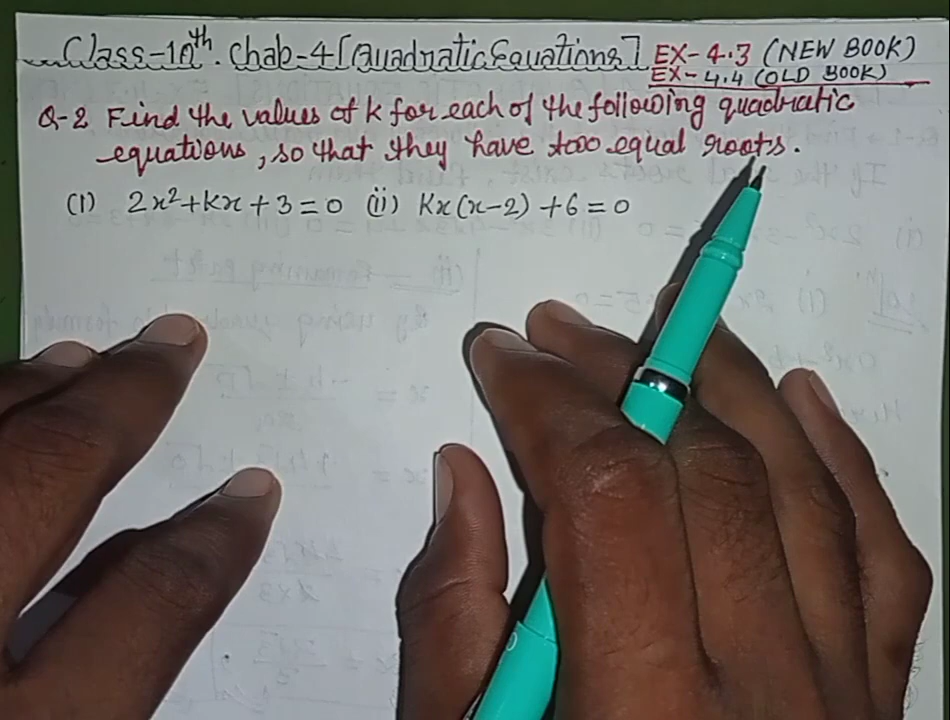 Class-10th. Chab-4 [Quadratic Equations] EX-4.3 (NEW BOOK)
EX-4.4 (OLD BOOK)
Q-2 Find the values of k for each of the following quadratic
equations, so that they have two equal roots.
(1) 2x²+kx+3=0 (ii) Kx(x-2)+6=0